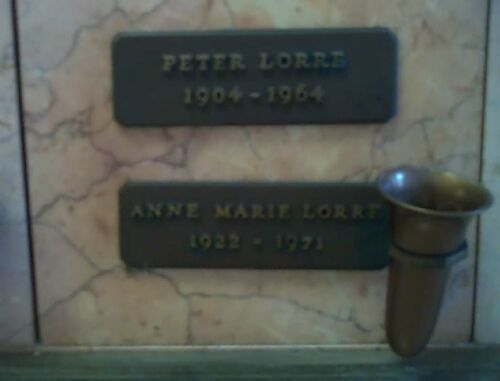 PETER LORRE
1904 - 1964
ANNE MARIE LORRE
1922 - 1971